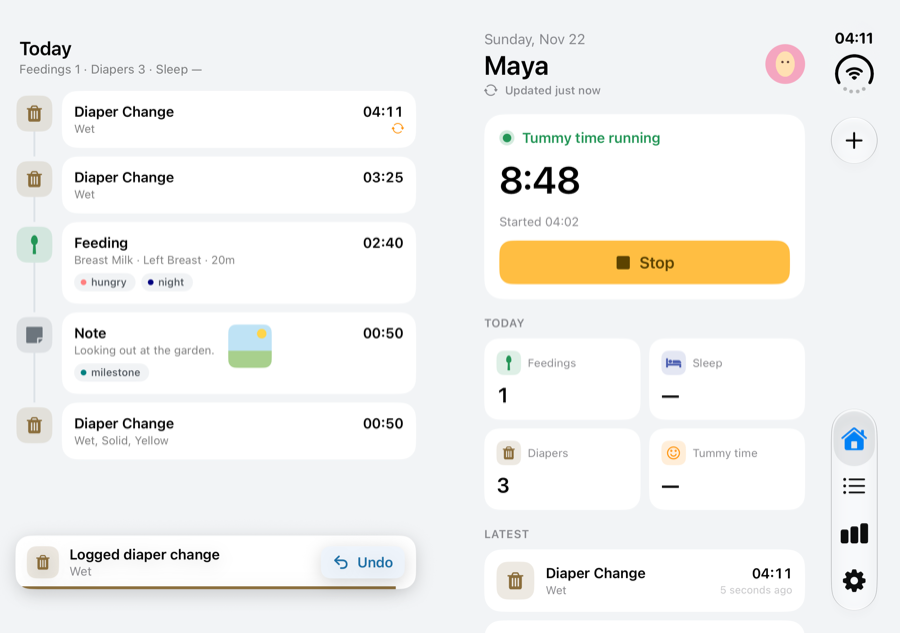 Today
Feedings 1 · Diapers 3 · Sleep —
Diaper Change
04:11
Wet
Diaper Change
03:25
Wet
Feeding
02:40
Breast Milk · Left Breast · 20m
hungry
night
Note
00:50
Looking out at the garden.
milestone
Diaper Change
00:50
Wet, Solid, Yellow
Logged diaper change
Wet
Undo
Sunday, Nov 22
Maya
Updated just now
Tummy time running
8:48
Started 04:02
Stop
TODAY
Feedings
1
Sleep
—
Diapers
3
Tummy time
—
LATEST
Diaper Change
04:11
Wet
5 seconds ago
04:11